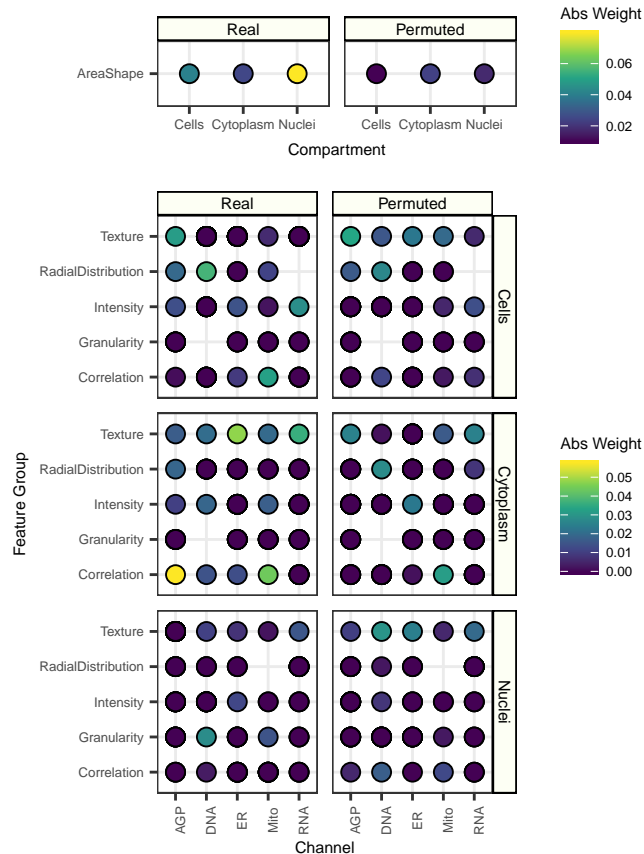 Real Permuted
AreaShape
Cells Cytoplasm Nuclei Cells Cytoplasm Nuclei
Compartment
Abs Weight
0.06
0.04
0.02
Real Permuted
Feature Group
Texture
RadialDistribution
Intensity
Granularity
Correlation
Cells
Texture
RadialDistribution
Intensity
Granularity
Correlation
Cytoplasm
Texture
RadialDistribution
Intensity
Granularity
Correlation
Nuclei
AGP DNA ER Mito RNA AGP DNA ER Mito RNA
Channel
Abs Weight
0.05
0.04
0.03
0.02
0.01
0.00